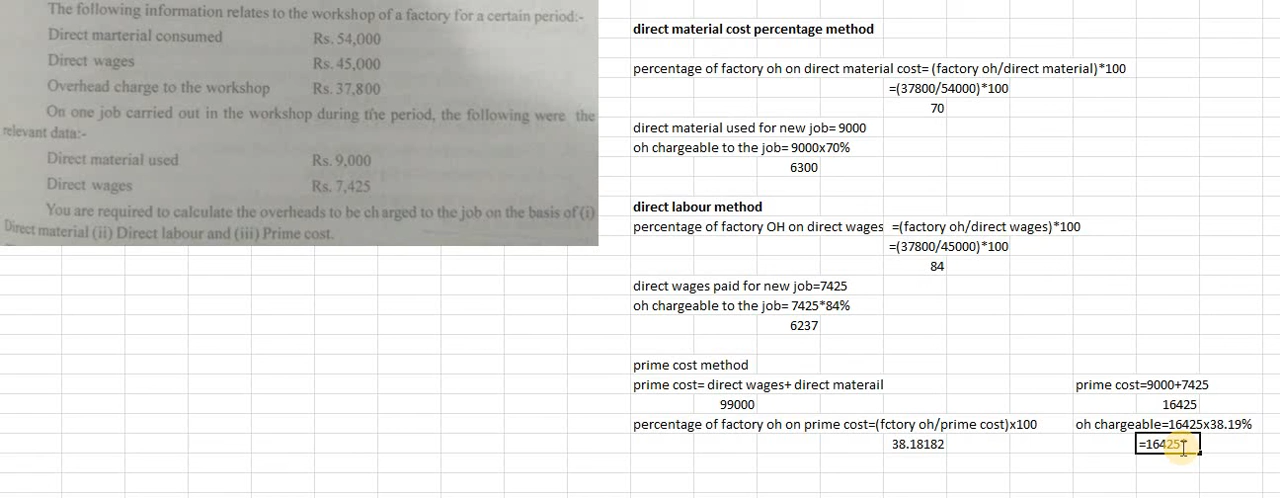 The following information relates to the workshop of a factory for a certain period:-
Direct marterial consumed Rs. 54,000
Direct wages Rs. 45,000
Overhead charge to the workshop Rs. 37,800
On one job carried out in the workshop during the period, the following were the
relevant data:-
Direct material used Rs. 9,000
Direct wages Rs. 7,425
You are required to calculate the overheads to be charged to the job on the basis of (i)
Direct material (ii) Direct labour and (iii) Prime cost.
direct material cost percentage method
percentage of factory oh on direct material cost= (factory oh/direct material)*100
=(37800/54000)*100
70
direct material used for new job= 9000
oh chargeable to the job= 9000x70%
6300
direct labour method
percentage of factory OH on direct wages =(factory oh/direct wages)*100
=(37800/45000)*100
84
direct wages paid for new job=7425
oh chargeable to the job= 7425*84%
6237
prime cost method
prime cost= direct wages+ direct materail
99000
percentage of factory oh on prime cost=(fctory oh/prime cost)x100
38.18182
prime cost=9000+7425
16425
oh chargeable=16425x38.19%
=16425*